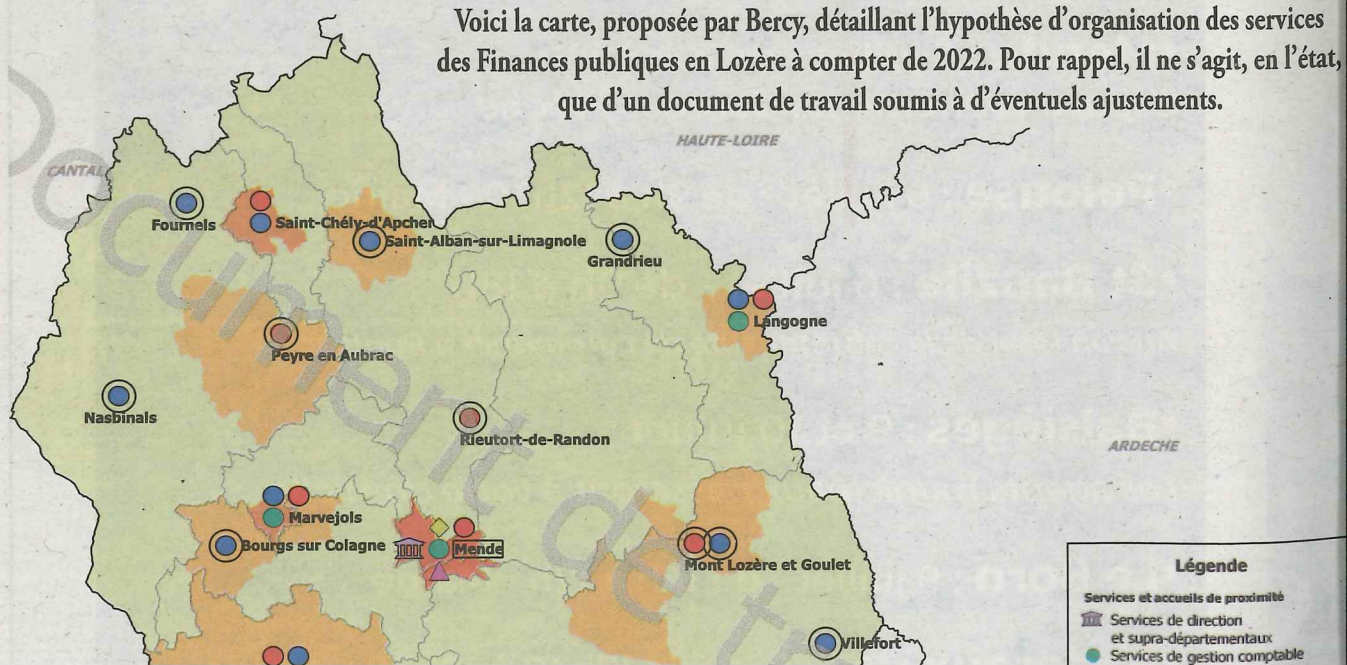 Voici la carte, proposée par Bercy, détaillant l'hypothèse d'organisation des services
des Finances publiques en Lozère à compter de 2022. Pour rappel, il ne s'agit, en l'état,
que d'un document de travail soumis à d'éventuels ajustements.
HAUTE-LOIRE
CANTAL
Fournels
Saint-Chély-d'Apcher
Saint-Alban-sur-Limagnole
Grandrieu
Langogne
Peyre en Aubrac
Nasbinals
Rieutort-de-Randon
ARDECHE
Marvejols
Bourgs sur Colagne
Mende
Mont Lozère et Goulet
Villefort
Document de tr
Légende
Services et accueils de proximité
Services de direction
et supra-départementaux
Services de gestion comptable